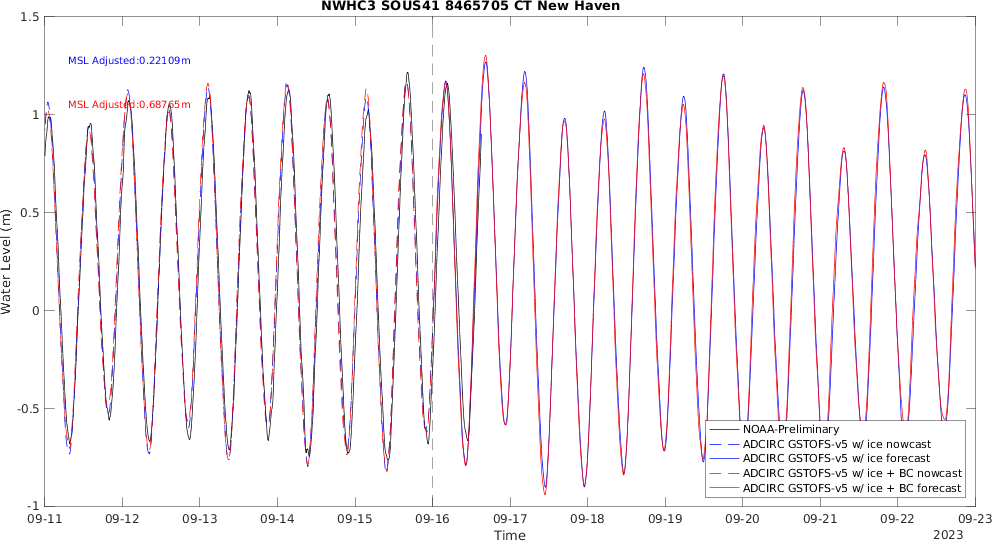 NWHC3 SOUS41 8465705 CT New Haven
1.5
MSL Adjusted:0.22109m
MSL Adjusted:0.68765m
1
0.5
0
-0.5
-1
Water Level (m)
NOAA-Preliminary
ADCIRC GSTOFS-v5 w/ ice nowcast
ADCIRC GSTOFS-v5 w/ ice forecast
ADCIRC GSTOFS-v5 w/ ice + BC nowcast
ADCIRC GSTOFS-v5 w/ ice + BC forecast
09-11 09-12 09-13 09-14 09-15 09-16 09-17 09-18 09-19 09-20 09-21 09-22 09-23
Time
2023